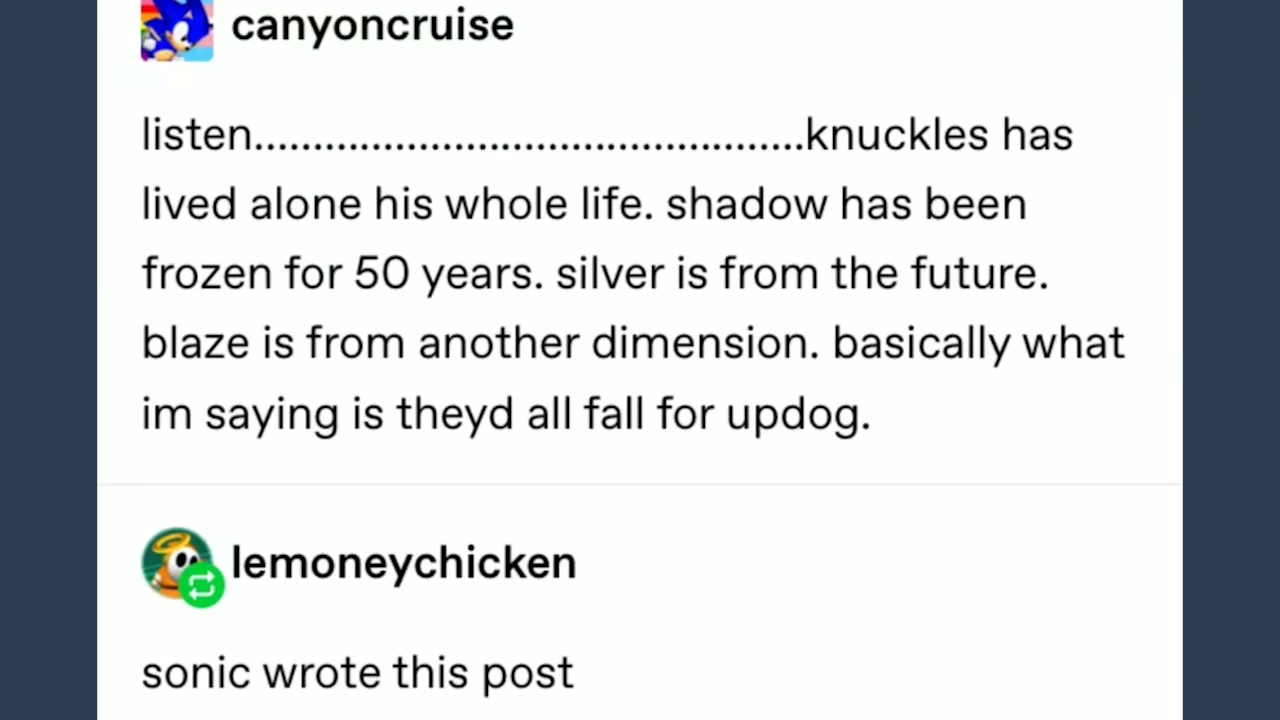 canyoncruise
listen...............................................knuckles has
lived alone his whole life. shadow has been
frozen for 50 years. silver is from the future.
blaze is from another dimension. basically what
im saying is theyd all fall for updog.
lemoneychicken
sonic wrote this post